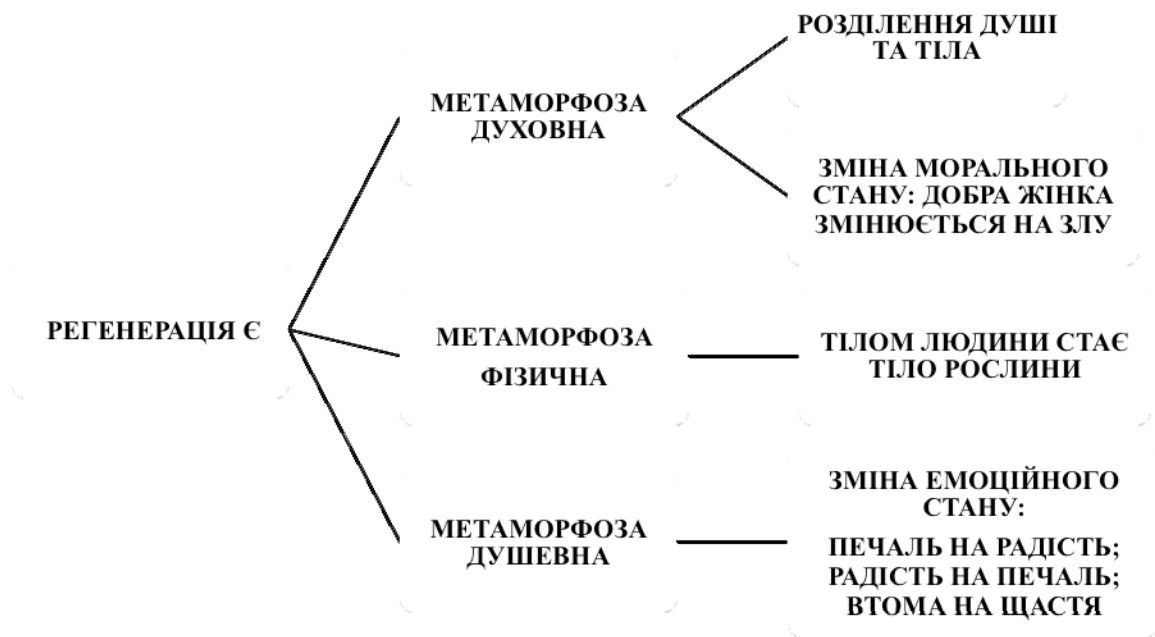 РЕГЕНЕРАЦІЯ Є
МЕТАМОРФОЗА
ДУХОВНА
РОЗДІЛЕННЯ ДУШІ
ТА ТІЛА
ЗМІНА МОРАЛЬНОГО
СТАНУ: ДОБРА ЖІНКА
ЗМІНЮЄТЬСЯ НА ЗЛУ
МЕТАМОРФОЗА
ФІЗИЧНА
ТІЛОМ ЛЮДИНИ СТАЄ
ТІЛО РОСЛИНИ
МЕТАМОРФОЗА
ДУШЕВНА
ЗМІНА ЕМОЦІЙНОГО
СТАНУ:
ПЕЧАЛЬ НА РАДІСТЬ;
РАДІСТЬ НА ПЕЧАЛЬ;
ВТОМА НА ЩАСТЯ